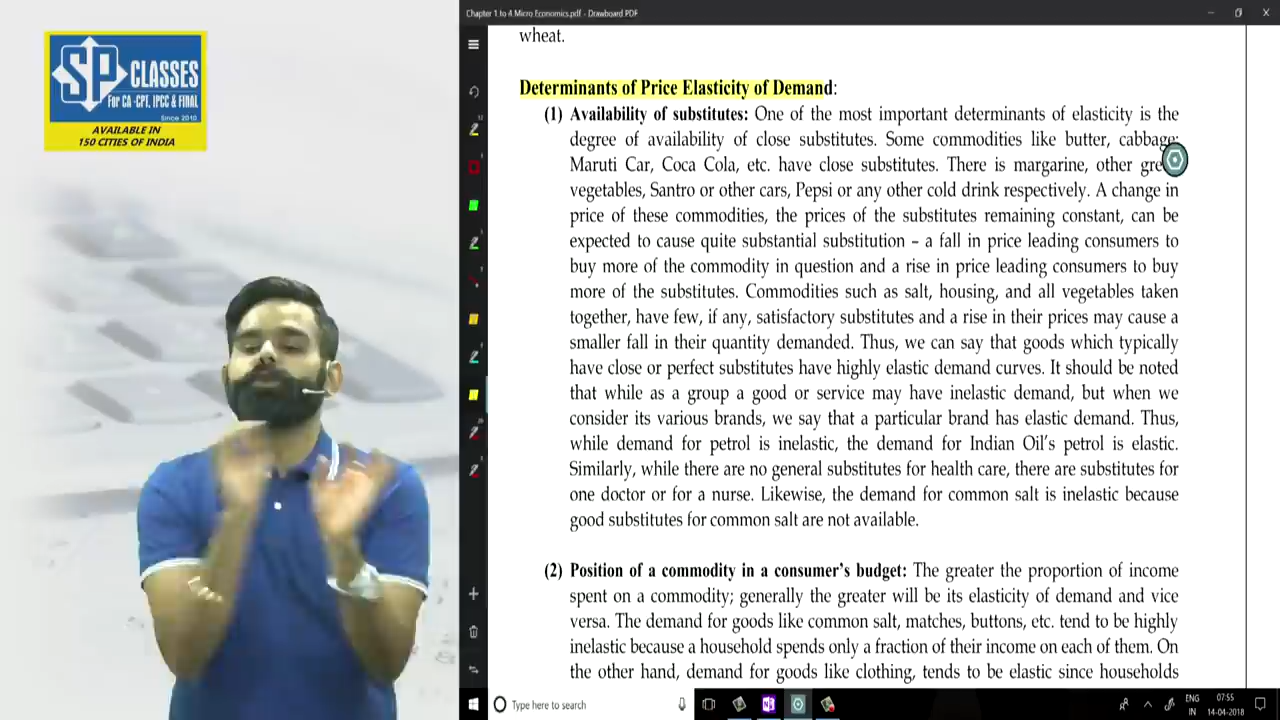 Chapter 1 to 4 Micro Economics.pdf - Drawboard PDF
SP CLASSES
For CA -CPT, IPCC & FINAL
Since 2010
AVAILABLE IN
150 CITIES OF INDIA
wheat.
Determinants of Price Elasticity of Demand:
(1) Availability of substitutes: One of the most important determinants of elasticity is the
degree of availability of close substitutes. Some commodities like butter, cabbage,
Maruti Car, Coca Cola, etc. have close substitutes. There is margarine, other
vegetables, Santro or other cars, Pepsi or any other cold drink respectively. A change in
price of these commodities, the prices of the substitutes remaining constant, can be
expected to cause quite substantial substitution – a fall in price leading consumers to
buy more of the commodity in question and a rise in price leading consumers to buy
more of the substitutes. Commodities such as salt, housing, and all vegetables taken
together, have few, if any, satisfactory substitutes and a rise in their prices may cause a
smaller fall in their quantity demanded. Thus, we can say that goods which typically
have close or perfect substitutes have highly elastic demand curves. It should be noted
that while as a group a good or service may have inelastic demand, but when we
consider its various brands, we say that a particular brand has elastic demand. Thus,
while demand for petrol is inelastic, the demand for Indian Oil's petrol is elastic.
Similarly, while there are no general substitutes for health care, there are substitutes for
one doctor or for a nurse. Likewise, the demand for common salt is inelastic because
good substitutes for common salt are not available.
(2) Position of a commodity in a consumer's budget: The greater the proportion of income
spent on a commodity; generally the greater will be its elasticity of demand and vice
versa. The demand for goods like common salt, matches, buttons, etc. tend to be highly
inelastic because a household spends only a fraction of their income on each of them. On
the other hand, demand for goods like clothing, tends to be elastic since households
Type here to search
ENG
IN
07:55
14-04-2018